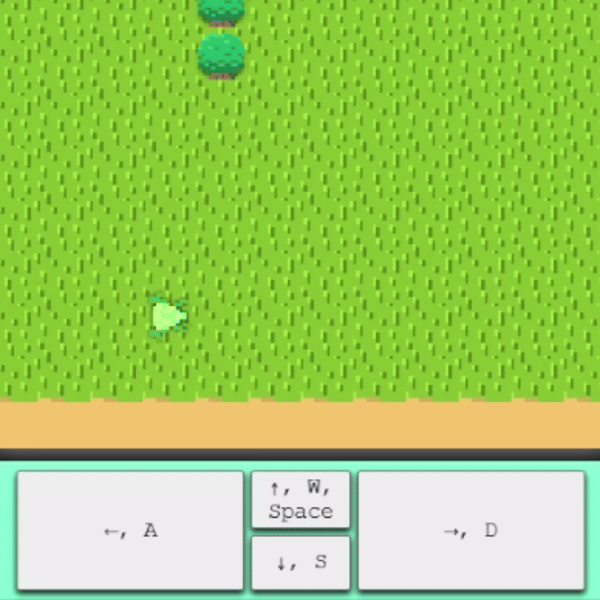 ←, A
↑, W,
Space
↓, S
→, D